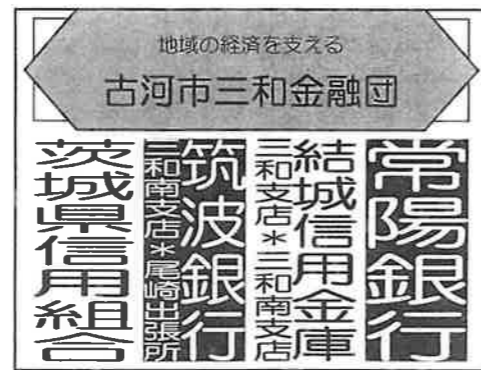 地域の経済を支える
古河市三和金融団
常陽銀行
結城信用金庫
三和支店＊三和南支店
筑波銀行
三和南支店＊尾崎出張所
茨城県信用組合